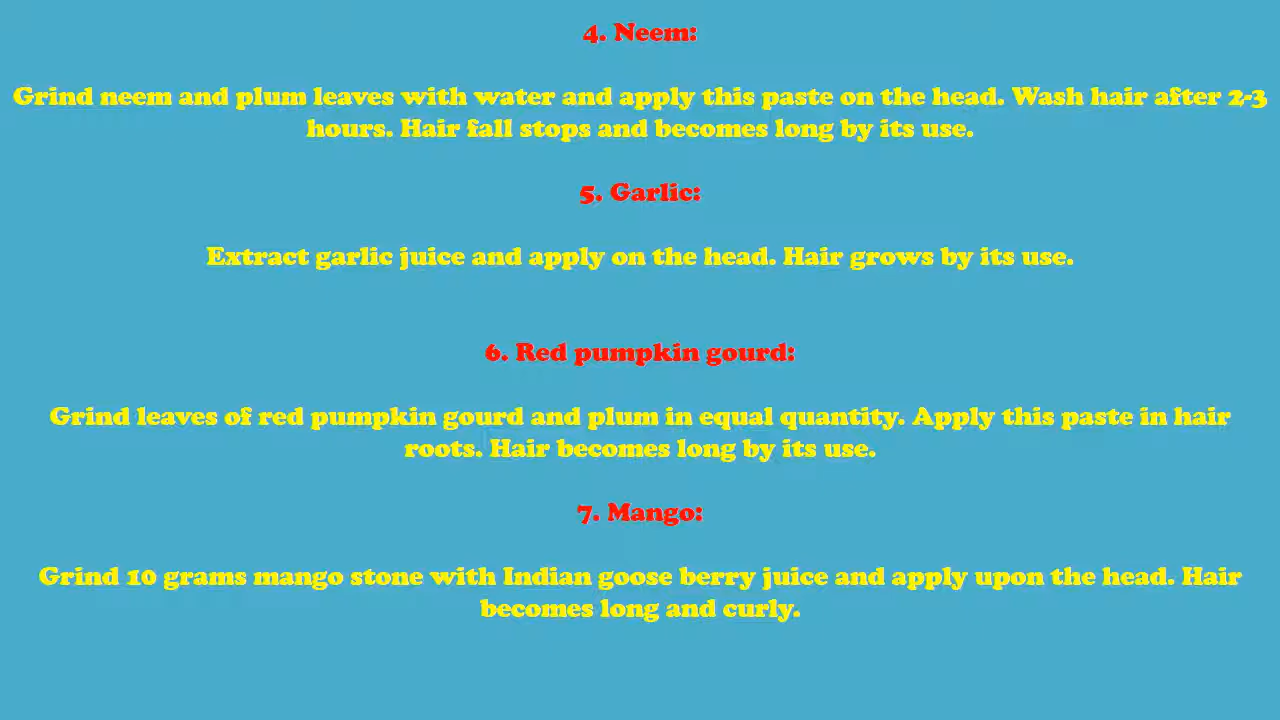 4. Neem:
Grind neem and plum leaves with water and apply this paste on the head. Wash hair after 2-3
hours. Hair fall stops and becomes long by its use.
5. Garlic:
Extract garlic juice and apply on the head. Hair grows by its use.
6. Red pumpkin gourd:
Grind leaves of red pumpkin gourd and plum in equal quantity. Apply this paste in hair
roots. Hair becomes long by its use.
7. Mango:
Grind 10 grams mango stone with Indian goose berry juice and apply upon the head. Hair
becomes long and curly.